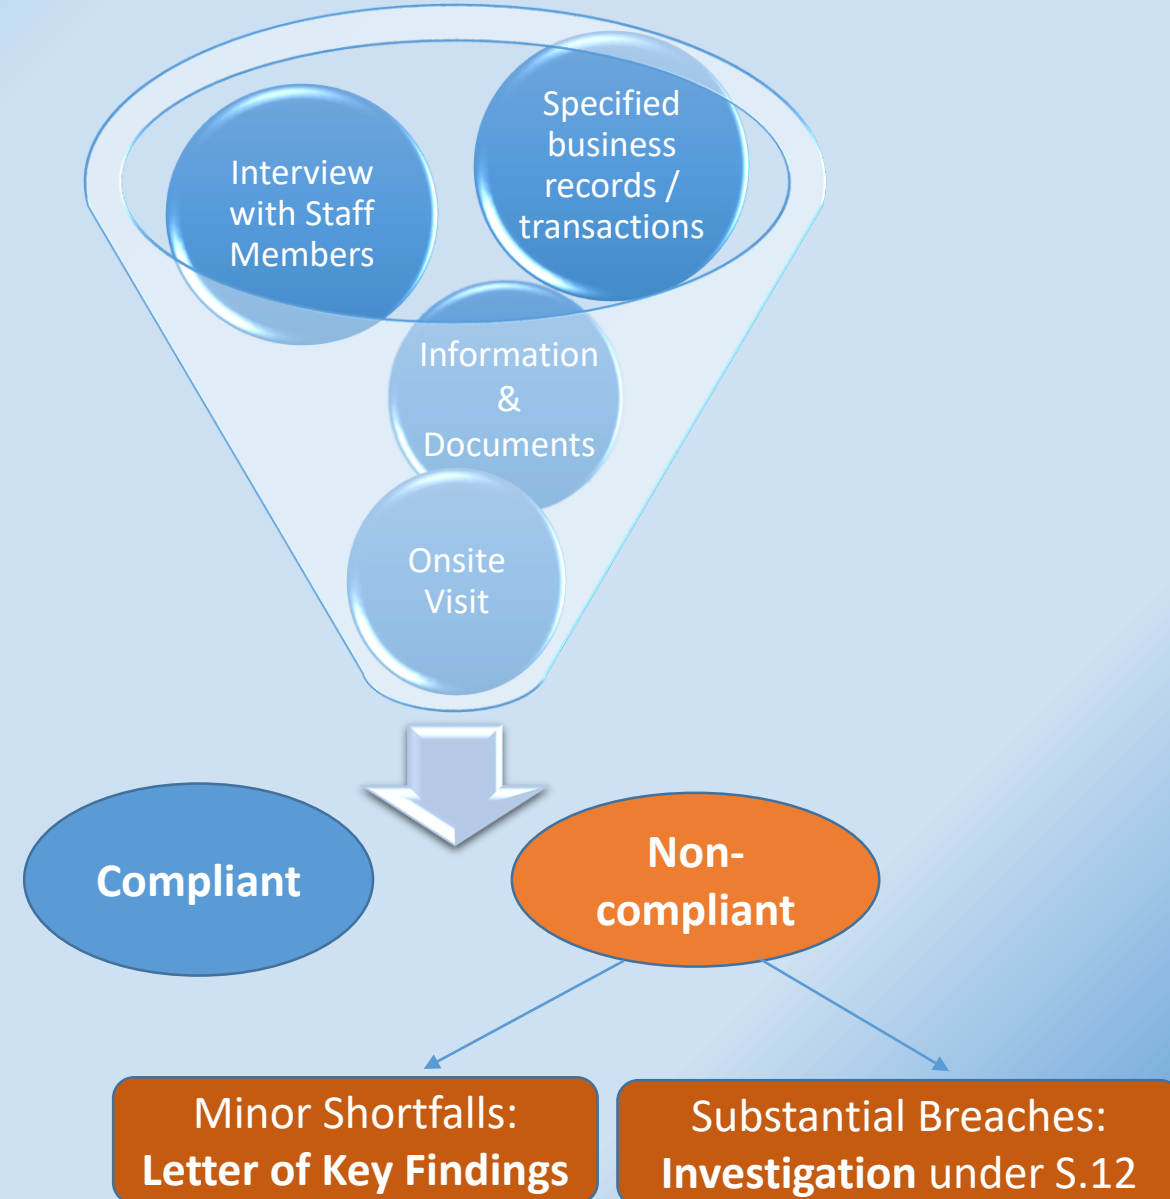 Interview
with Staff
Members
Specified
business
records /
transactions
Information
&
Documents
Onsite
Visit
Compliant
Non-
compliant
Minor Shortfalls:
Letter of Key Findings
Substantial Breaches:
Investigation under S.12